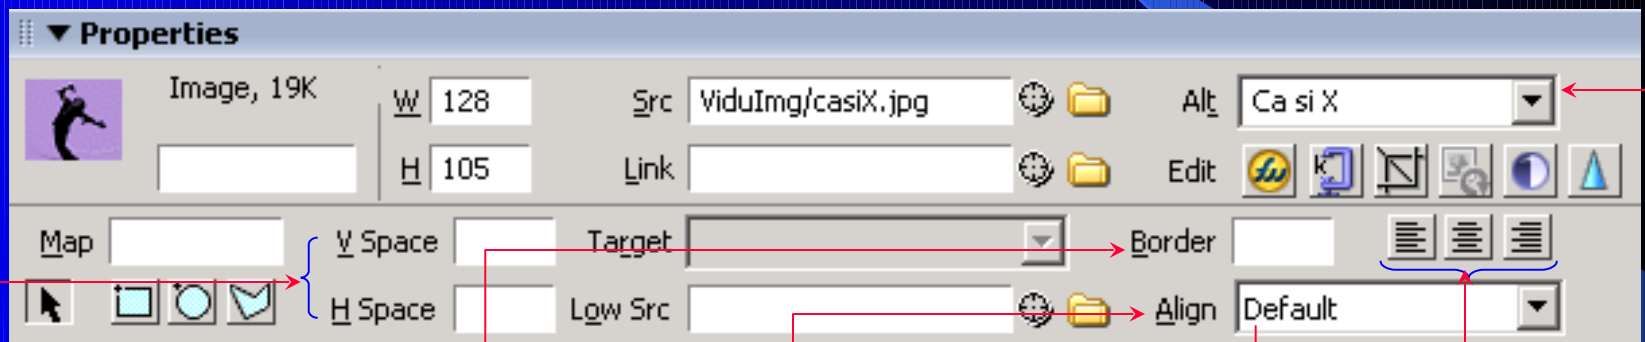 Properties
Image, 19K W 128 Src ViduImg/casiX.jpg Alt Ca si X
H 105 Link Edit
Map V Space Target Border
H Space Low Src Align Default